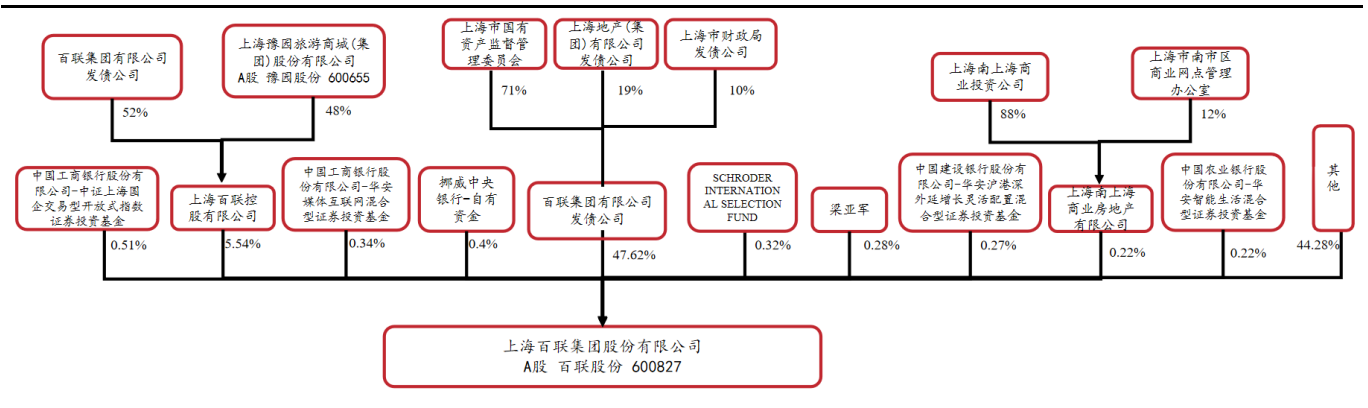 百联集团有限公司
发债公司
上海豫园旅游商城(集
团)股份有限公司
A股 豫园股份 600655
上海市国有
资产监督管
理委员会
上海地产(集
团)有限公司
发债公司
上海市财政局
发债公司
上海南上海商
业投资公司
上海市南市区
商业网点管理
办公室
52%
48%
71%
19%
10%
88%
12%
中国工商银行股份有
限公司-中证上海国
企交易型开放式指数
证券投资基金
上海百联控
股有限公司
中国工商银行股
份有限公司-华安
媒体互联网混合
型证券投资基金
挪威中央
银行-自有
资金
百联集团有限公司
发债公司
SCHRODER
INTERNATION
AL SELECTION
FUND
梁亚军
中国建设银行股份有
限公司-华安沪港深
外延增长灵活配置混
合型证券投资基金
上海南上海
商业房地产
有限公司
中国农业银行股
份有限公司-华
安智能生活混合
型证券投资基金
其
他
0.51%
5.54%
0.34%
0.4%
47.62%
0.32%
0.28%
0.27%
0.22%
0.22%
44.28%
上海百联集团股份有限公司
A股 百联股份 600827